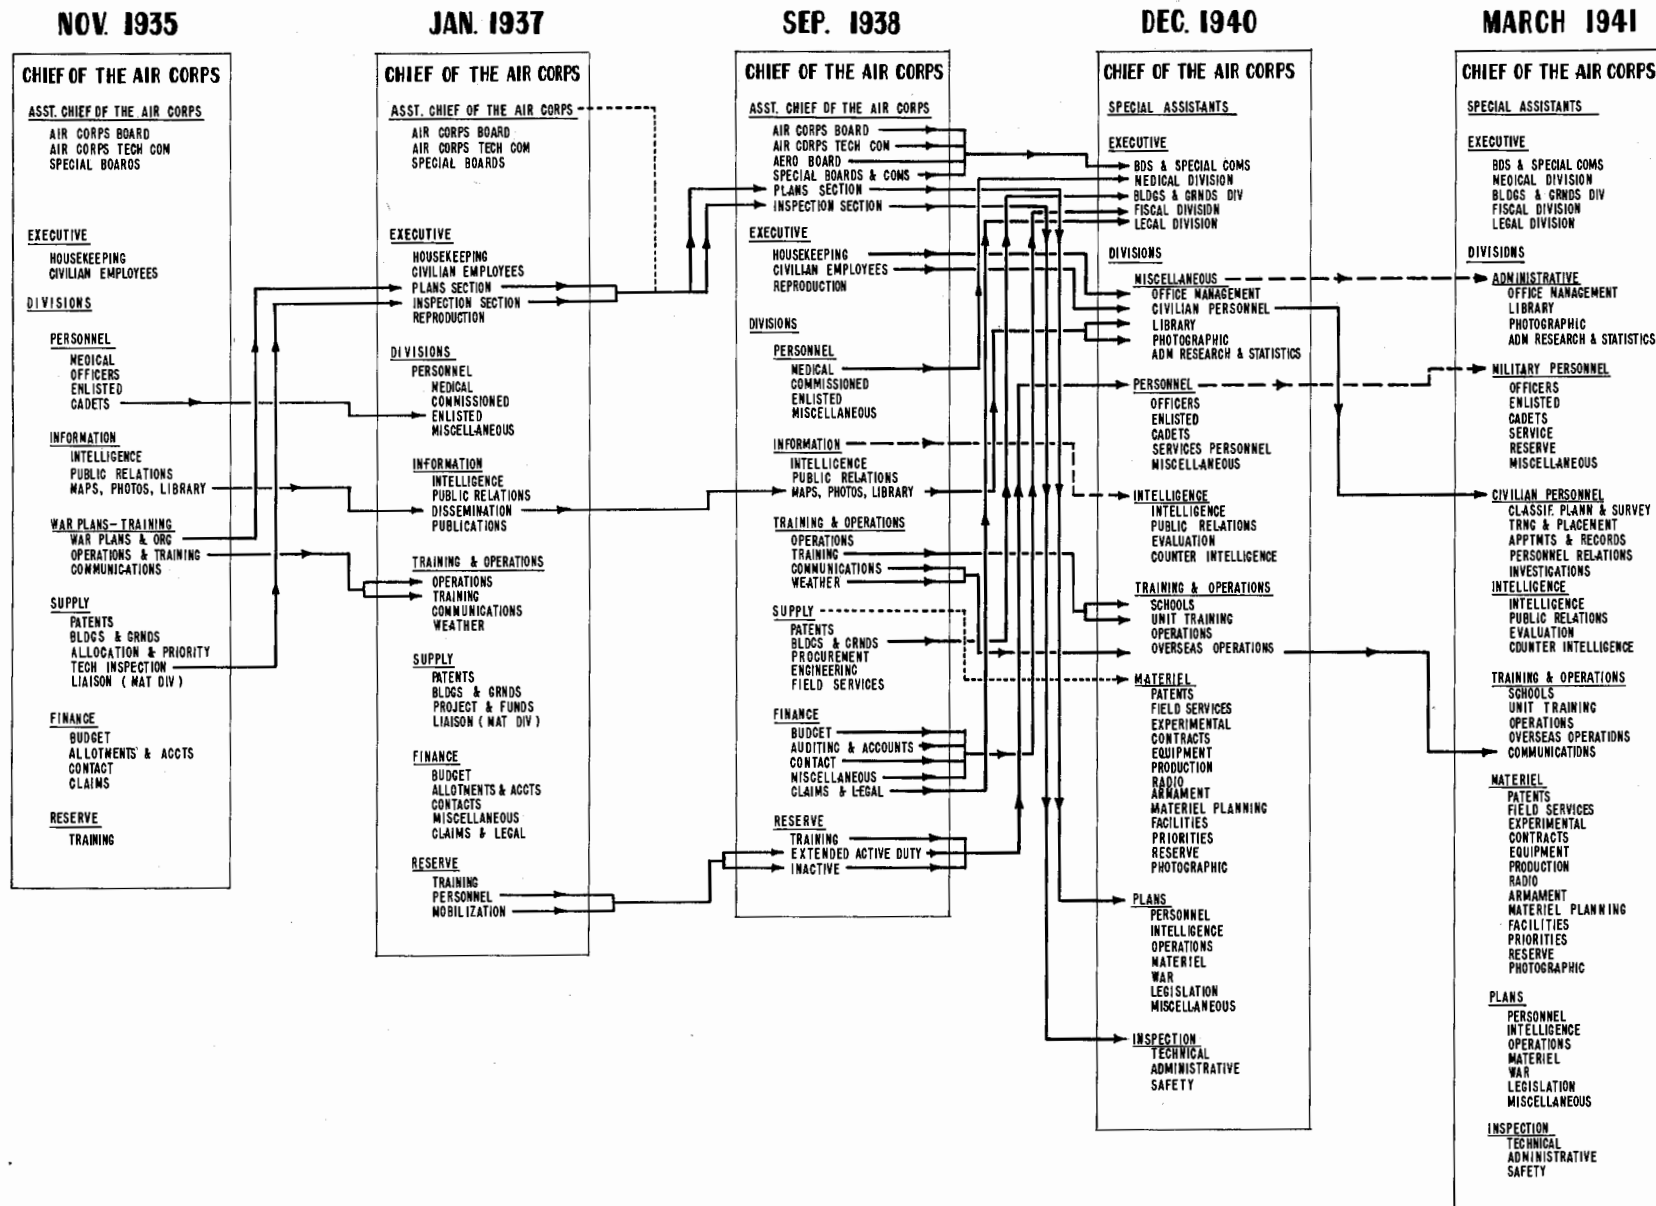 NOV. 1935
CHIEF OF THE AIR CORPS
ASST. CHIEF OF THE AIR CORPS
AIR CORPS BOARD
AIR CORPS TECH COM
SPECIAL BOARDS
EXECUTIVE
HOUSEKEEPING
CIVILIAN EMPLOYEES
DIVISIONS
PERSONNEL
MEDICAL
OFFICERS
ENLISTED
CADETS
INFORMATION
INTELLIGENCE
PUBLIC RELATIONS
MAPS, PHOTOS, LIBRARY
WAR PLANS-TRAINING
WAR PLANS & ORG
OPERATIONS & TRAINING
COMMUNICATIONS
SUPPLY
PATENTS
BLDGS & GRNDS
ALLOCATION & PRIORITY
TECH INSPECTION
LIAISON (MAT DIV)
FINANCE
BUDGET
ALLOTMENTS & ACCTS
CONTACT
CLAIMS
RESERVE
TRAINING
JAN. 1937
CHIEF OF THE AIR CORPS
ASST. CHIEF OF THE AIR CORPS
AIR CORPS BOARD
AIR CORPS TECH COM
SPECIAL BOARDS
EXECUTIVE
HOUSEKEEPING
CIVILIAN EMPLOYEES
PLANS SECTION
INSPECTION SECTION
REPRODUCTION
DIVISIONS
PERSONNEL
MEDICAL
COMMISSIONED
ENLISTED
MISCELLANEOUS
INFORMATION
INTELLIGENCE
PUBLIC RELATIONS
DISSEMINATION
PUBLICATIONS
TRAINING & OPERATIONS
OPERATIONS
TRAINING
COMMUNICATIONS
WEATHER
SUPPLY
PATENTS
BLDGS & GRNDS
PROJECT & FUNDS
LIAISON (MAT DIV)
FINANCE
BUDGET
ALLOTMENTS & ACCTS
CONTACTS
MISCELLANEOUS
CLAIMS & LEGAL
RESERVE
TRAINING
PERSONNEL
MOBILIZATION
SEP. 1938
CHIEF OF THE AIR CORPS
ASST. CHIEF OF THE AIR CORPS
AIR CORPS BOARD
AIR CORPS TECH COM
AERO BOARD
SPECIAL BOARDS & COMS
PLANS SECTION
INSPECTION SECTION
EXECUTIVE
HOUSEKEEPING
CIVILIAN EMPLOYEES
REPRODUCTION
DIVISIONS
PERSONNEL
MEDICAL
COMMISSIONED
ENLISTED
MISCELLANEOUS
INFORMATION
INTELLIGENCE
PUBLIC RELATIONS
MAPS, PHOTOS, LIBRARY
TRAINING & OPERATIONS
OPERATIONS
TRAINING
COMMUNICATIONS
WEATHER
SUPPLY
PATENTS
BLDGS & GRNDS
PROCUREMENT
ENGINEERING
FIELD SERVICES
FINANCE
BUDGET
AUDITING & ACCOUNTS
CONTACT
MISCELLANEOUS
CLAIMS & LEGAL
RESERVE
TRAINING
EXTENDED ACTIVE DUTY
INACTIVE
DEC. 1940
CHIEF OF THE AIR CORPS
SPECIAL ASSISTANTS
EXECUTIVE
BDS & SPECIAL COMS
MEDICAL DIVISION
BLDGS & GRNDS DIV
FISCAL DIVISION
LEGAL DIVISION
DIVISIONS
MISCELLANEOUS
OFFICE MANAGEMENT
CIVILIAN PERSONNEL
LIBRARY
PHOTOGRAPHIC
ADM RESEARCH & STATISTICS
PERSONNEL
OFFICERS
ENLISTED
CADETS
SERVICES PERSONNEL
MISCELLANEOUS
INTELLIGENCE
INTELLIGENCE
PUBLIC RELATIONS
EVALUATION
COUNTER INTELLIGENCE
TRAINING & OPERATIONS
SCHOOLS
UNIT TRAINING
OPERATIONS
OVERSEAS OPERATIONS
MATERIEL
PATENTS
FIELD SERVICES
EXPERIMENTAL
CONTRACTS
EQUIPMENT
PRODUCTION
RADIO
ARMAMENT
MATERIEL PLANNING
FACILITIES
PRIORITIES
RESERVE
PHOTOGRAPHIC
PLANS
PERSONNEL
INTELLIGENCE
OPERATIONS
MATERIEL
WAR
LEGISLATION
MISCELLANEOUS
INSPECTION
TECHNICAL
ADMINISTRATIVE
SAFETY
MARCH 1941
CHIEF OF THE AIR CORPS
SPECIAL ASSISTANTS
EXECUTIVE
BDS & SPECIAL COMS
MEDICAL DIVISION
BLDGS & GRNDS DIV
FISCAL DIVISION
LEGAL DIVISION
DIVISIONS
ADMINISTRATIVE
OFFICE MANAGEMENT
LIBRARY
PHOTOGRAPHIC
ADM RESEARCH & STATISTICS
MILITARY PERSONNEL
OFFICERS
ENLISTED
CADETS
SERVICE
RESERVE
MISCELLANEOUS
CIVILIAN PERSONNEL
CLASSIF. PLANN & SURVEY
TRNG & PLACEMENT
APPTMTS & RECORDS
PERSONNEL RELATIONS
INVESTIGATIONS
INTELLIGENCE
INTELLIGENCE
PUBLIC RELATIONS
EVALUATION
COUNTER INTELLIGENCE
TRAINING & OPERATIONS
SCHOOLS
UNIT TRAINING
OPERATIONS
OVERSEAS OPERATIONS
COMMUNICATIONS
MATERIEL
PATENTS
FIELD SERVICES
EXPERIMENTAL
CONTRACTS
EQUIPMENT
PRODUCTION
RADIO
ARMAMENT
MATERIEL PLANNING
FACILITIES
PRIORITIES
RESERVE
PHOTOGRAPHIC
PLANS
PERSONNEL
INTELLIGENCE
OPERATIONS
MATERIEL
WAR
LEGISLATION
MISCELLANEOUS
INSPECTION
TECHNICAL
ADMINISTRATIVE
SAFETY